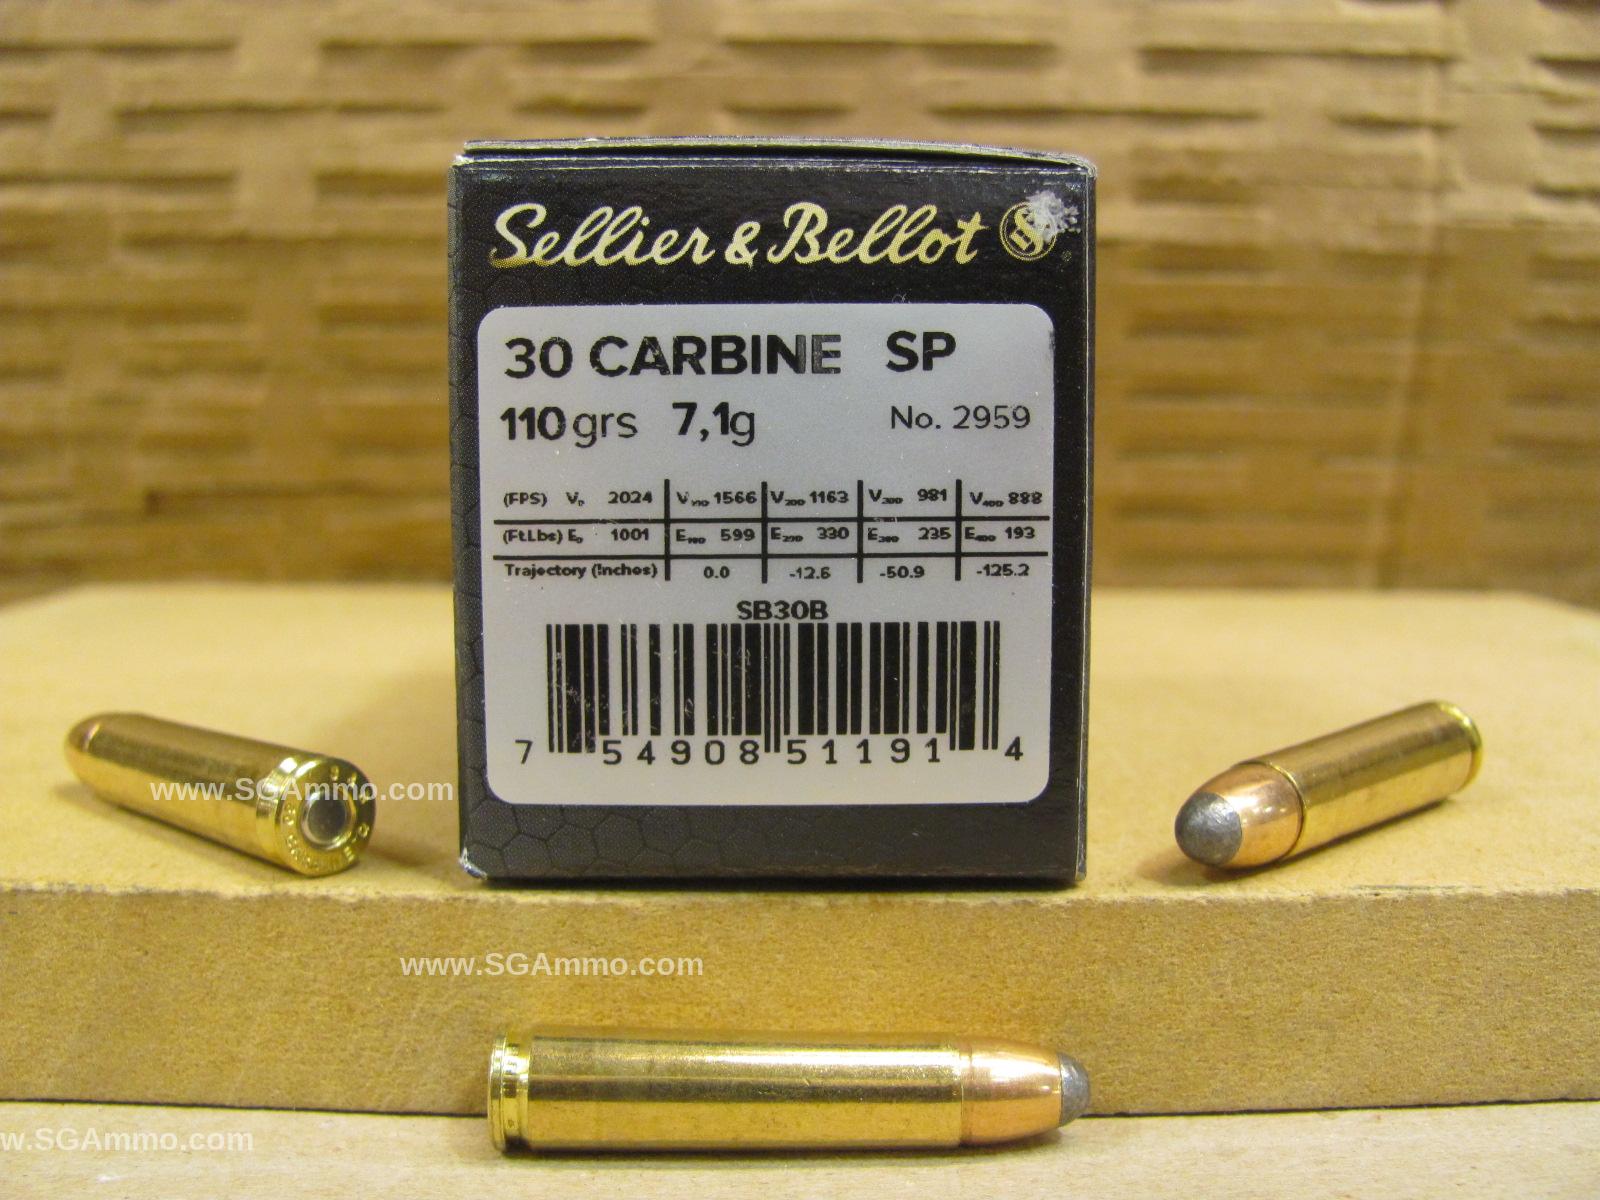 Sellier & Bellot
30 CARBINE SP
110 grs 7,1g No. 2959
(FPS) V₀ 2024 V₁₀₀ 1566 V₂₀₀ 1163 V₃₀₀ 981 V₄₀₀ 888
(Ft.Lbs) E₀ 1001 E₁₀₀ 599 E₂₀₀ 330 E₃₀₀ 235 E₄₀₀ 193
Trajectory (Inches) 0.0 -12.6 -50.9 -125.2
SB30B
7 54908 51191 4
www.SGAmmo.com
www.SGAmmo.com
w.SGAmmo.com